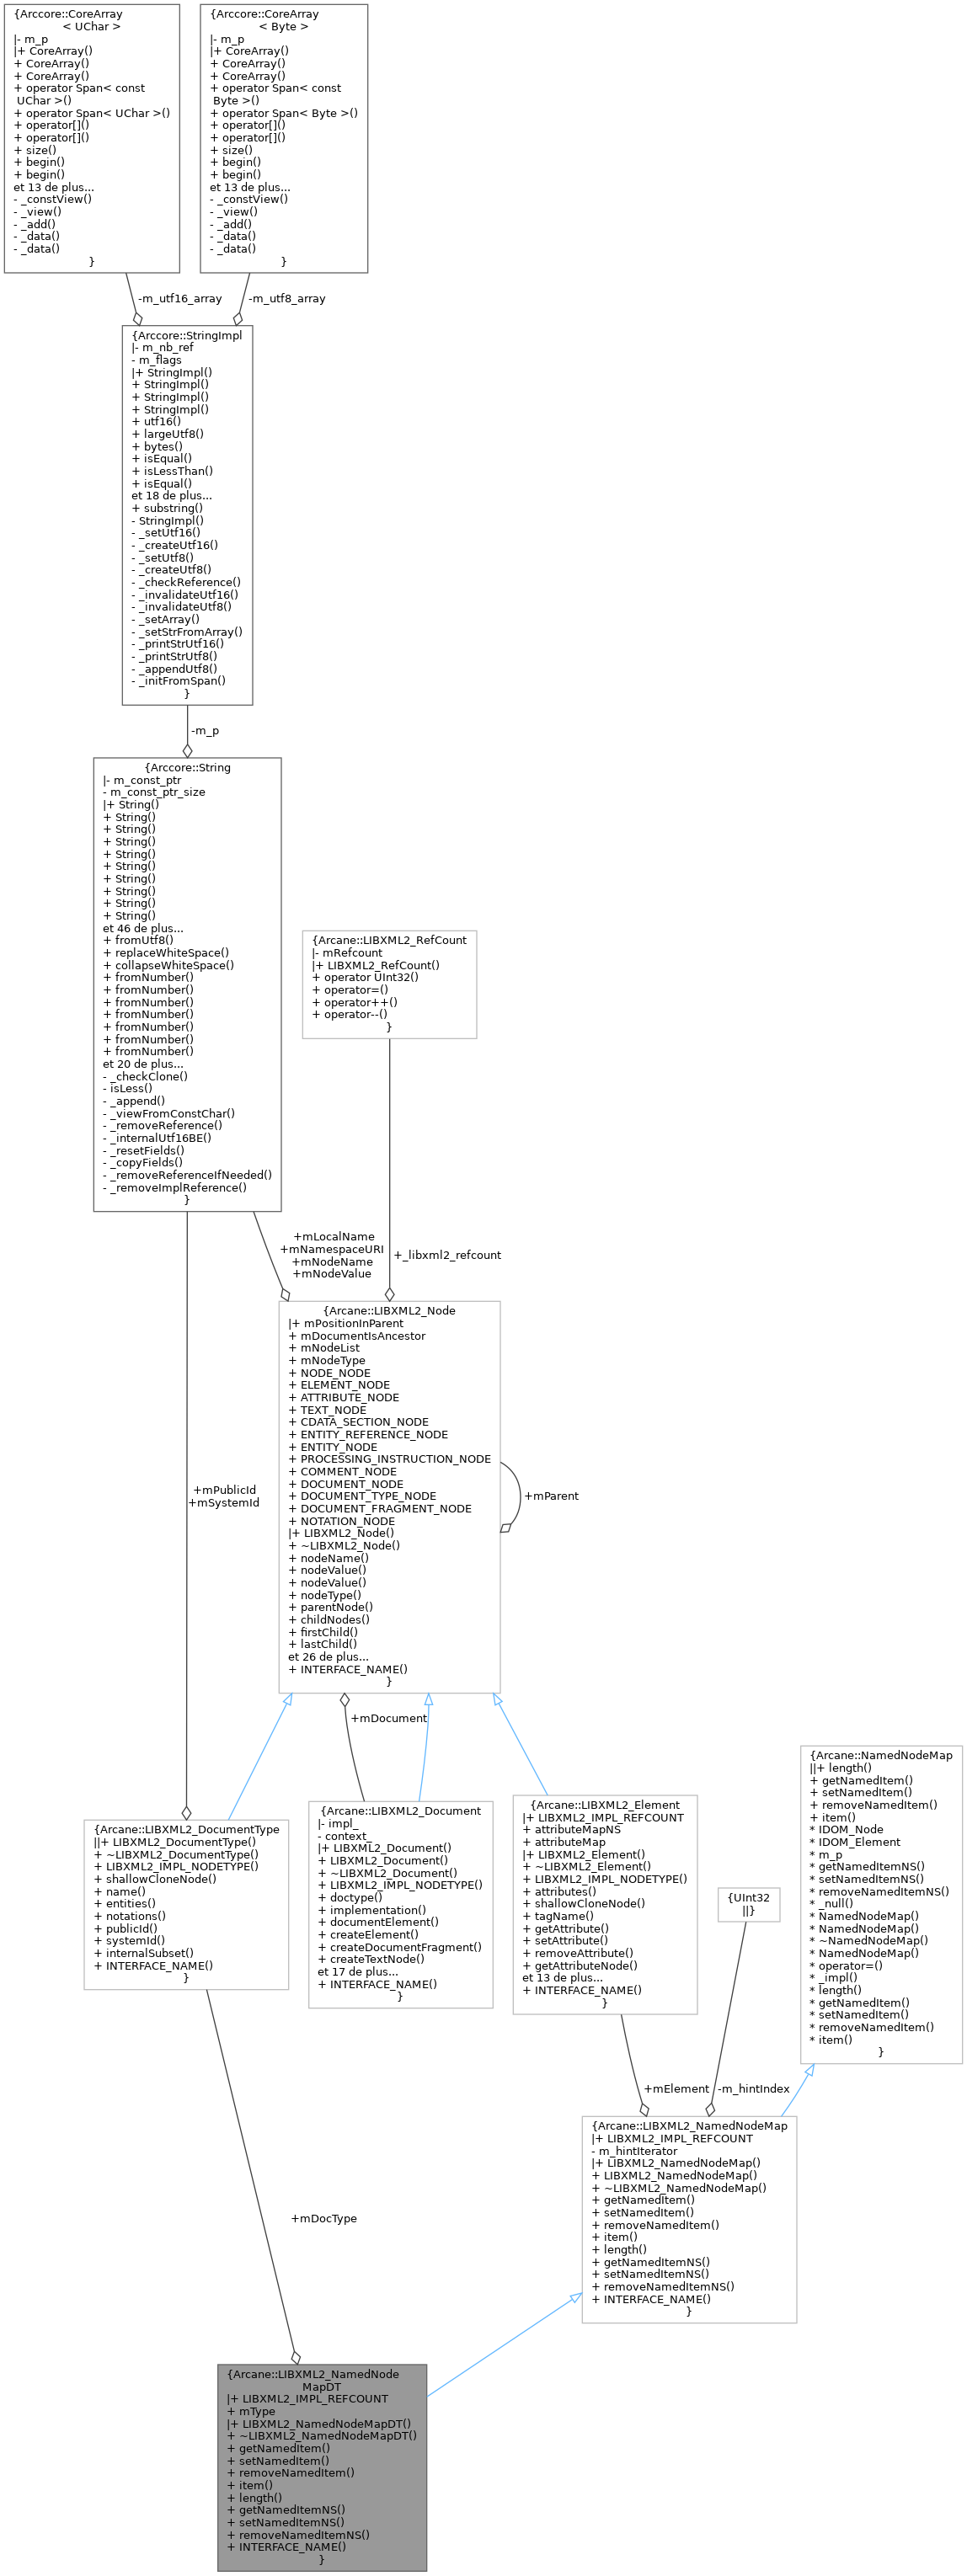 {Arccore::CoreArray
< UChar >
|- m_p
|+ CoreArray()
+ CoreArray()
+ CoreArray()
+ operator Span< const
UChar >()
+ operator Span< UChar >()
+ operator[]()
+ operator[]()
+ size()
+ begin()
+ begin()
et 13 de plus...
- _constView()
- _view()
- _add()
- _data()
- _data()
}
{Arccore::CoreArray
< Byte >
|- m_p
|+ CoreArray()
+ CoreArray()
+ CoreArray()
+ operator Span< const
Byte >()
+ operator Span< Byte >()
+ operator[]()
+ operator[]()
+ size()
+ begin()
+ begin()
et 13 de plus...
- _constView()
- _view()
- _add()
- _data()
- _data()
}
-m_utf16_array
-m_utf8_array
{Arccore::StringImpl
|- m_nb_ref
- m_flags
|+ StringImpl()
+ StringImpl()
+ StringImpl()
+ StringImpl()
+ utf16()
+ largeUtf8()
+ bytes()
+ isEqual()
+ isLessThan()
+ isEqual()
et 18 de plus...
+ substring()
- StringImpl()
- _setUtf16()
- _createUtf16()
- _setUtf8()
- _createUtf8()
- _checkReference()
- _invalidateUtf16()
- _invalidateUtf8()
- _setArray()
- _setStrFromArray()
- _printStrUtf16()
- _printStrUtf8()
- _appendUtf8()
- _initFromSpan()
}
-m_p
{Arccore::String
|- m_const_ptr
- m_const_ptr_size
|+ String()
+ String()
+ String()
+ String()
+ String()
+ String()
+ String()
+ String()
+ String()
+ String()
et 46 de plus...
+ fromUtf8()
+ replaceWhiteSpace()
+ collapseWhiteSpace()
+ fromNumber()
+ fromNumber()
+ fromNumber()
+ fromNumber()
+ fromNumber()
+ fromNumber()
+ fromNumber()
et 20 de plus...
- _checkClone()
- isLess()
- _append()
- _viewFromConstChar()
- _removeReference()
- _internalUtf16BE()
- _resetFields()
- _copyFields()
- _removeReferenceIfNeeded()
- _removeImplReference()
}
{Arcane::LIBXML2_RefCount
|- mRefcount
|+ LIBXML2_RefCount()
+ operator UInt32()
+ operator=()
+ operator++()
+ operator--()
}
+mLocalName
+mNamespaceURI
+mNodeName
+mNodeValue
+_libxml2_refcount
{Arcane::LIBXML2_Node
|+ mPositionInParent
+ mDocumentIsAncestor
+ mNodeList
+ mNodeType
+ NODE_NODE
+ ELEMENT_NODE
+ ATTRIBUTE_NODE
+ TEXT_NODE
+ CDATA_SECTION_NODE
+ ENTITY_REFERENCE_NODE
+ ENTITY_NODE
+ PROCESSING_INSTRUCTION_NODE
+ COMMENT_NODE
+ DOCUMENT_NODE
+ DOCUMENT_TYPE_NODE
+ DOCUMENT_FRAGMENT_NODE
+ NOTATION_NODE
|+ LIBXML2_Node()
+ ~LIBXML2_Node()
+ nodeName()
+ nodeValue()
+ nodeValue()
+ nodeType()
+ parentNode()
+ childNodes()
+ firstChild()
+ lastChild()
et 26 de plus...
+ INTERFACE_NAME()
}
+mParent
+mPublicId
+mSystemId
+mDocument
{Arcane::LIBXML2_DocumentType
||+ LIBXML2_DocumentType()
+ ~LIBXML2_DocumentType()
+ LIBXML2_IMPL_NODETYPE()
+ shallowCloneNode()
+ name()
+ entities()
+ notations()
+ publicId()
+ systemId()
+ internalSubset()
+ INTERFACE_NAME()
}
{Arcane::LIBXML2_Document
|- impl_
- context_
|+ LIBXML2_Document()
+ LIBXML2_Document()
+ ~LIBXML2_Document()
+ LIBXML2_IMPL_NODETYPE()
+ doctype()
+ implementation()
+ documentElement()
+ createElement()
+ createDocumentFragment()
+ createTextNode()
et 17 de plus...
+ INTERFACE_NAME()
}
{Arcane::LIBXML2_Element
|+ LIBXML2_IMPL_REFCOUNT
+ attributeMapNS
+ attributeMap
|+ LIBXML2_Element()
+ ~LIBXML2_Element()
+ LIBXML2_IMPL_NODETYPE()
+ attributes()
+ shallowCloneNode()
+ tagName()
+ getAttribute()
+ setAttribute()
+ removeAttribute()
+ getAttributeNode()
et 13 de plus...
+ INTERFACE_NAME()
}
{UInt32
||}
{Arcane::NamedNodeMap
||+ length()
+ getNamedItem()
+ setNamedItem()
+ removeNamedItem()
+ item()
* IDOM_Node
* IDOM_Element
* m_p
* getNamedItemNS()
* setNamedItemNS()
* removeNamedItemNS()
* _null()
* NamedNodeMap()
* NamedNodeMap()
* ~NamedNodeMap()
* NamedNodeMap()
* operator=()
* _impl()
* length()
* getNamedItem()
* setNamedItem()
* removeNamedItem()
* item()
}
+mElement
-m_hintIndex
{Arcane::LIBXML2_NamedNodeMap
|+ LIBXML2_IMPL_REFCOUNT
- m_hintIterator
|+ LIBXML2_NamedNodeMap()
+ LIBXML2_NamedNodeMap()
+ ~LIBXML2_NamedNodeMap()
+ getNamedItem()
+ setNamedItem()
+ removeNamedItem()
+ item()
+ length()
+ getNamedItemNS()
+ setNamedItemNS()
+ removeNamedItemNS()
+ INTERFACE_NAME()
}
+mDocType
{Arcane::LIBXML2_NamedNode
MapDT
|+ LIBXML2_IMPL_REFCOUNT
+ mType
|+ LIBXML2_NamedNodeMapDT()
+ ~LIBXML2_NamedNodeMapDT()
+ getNamedItem()
+ setNamedItem()
+ removeNamedItem()
+ item()
+ length()
+ getNamedItemNS()
+ setNamedItemNS()
+ removeNamedItemNS()
+ INTERFACE_NAME()
}